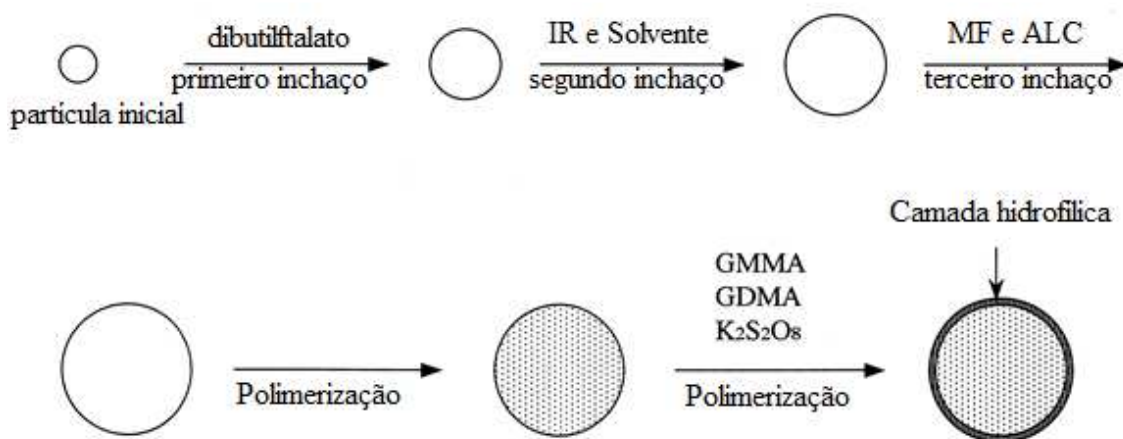 dibutilftalato
primeiro inchaço
partícula inicial
IR e Solvente
segundo inchaço
MF e ALC
terceiro inchaço
Polimerização
GMMA
GDMA
K₂S₂O₈
Polimerização
Camada hidrofílica